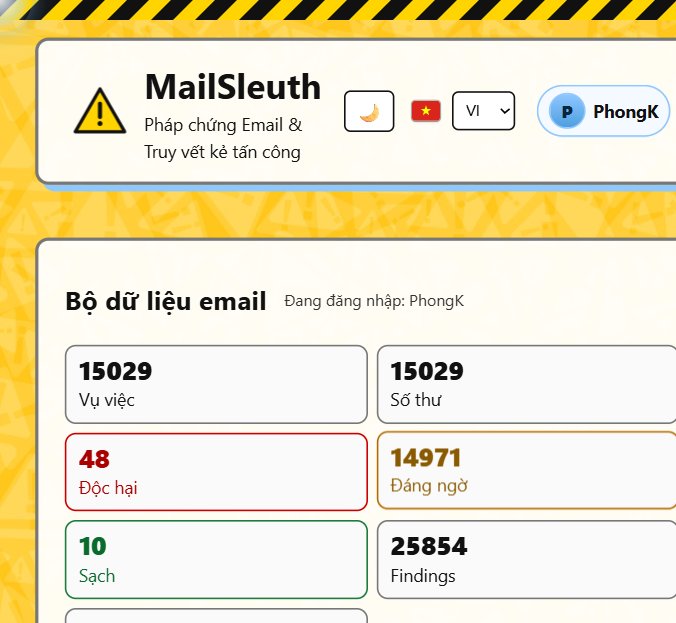 MailSleuth
Pháp chứng Email &
Truy vết kẻ tấn công
VI
P PhongK
Bộ dữ liệu email Đang đăng nhập: PhongK
15029
Vụ việc
15029
Số thư
48
Độc hại
14971
Đáng ngờ
10
Sạch
25854
Findings